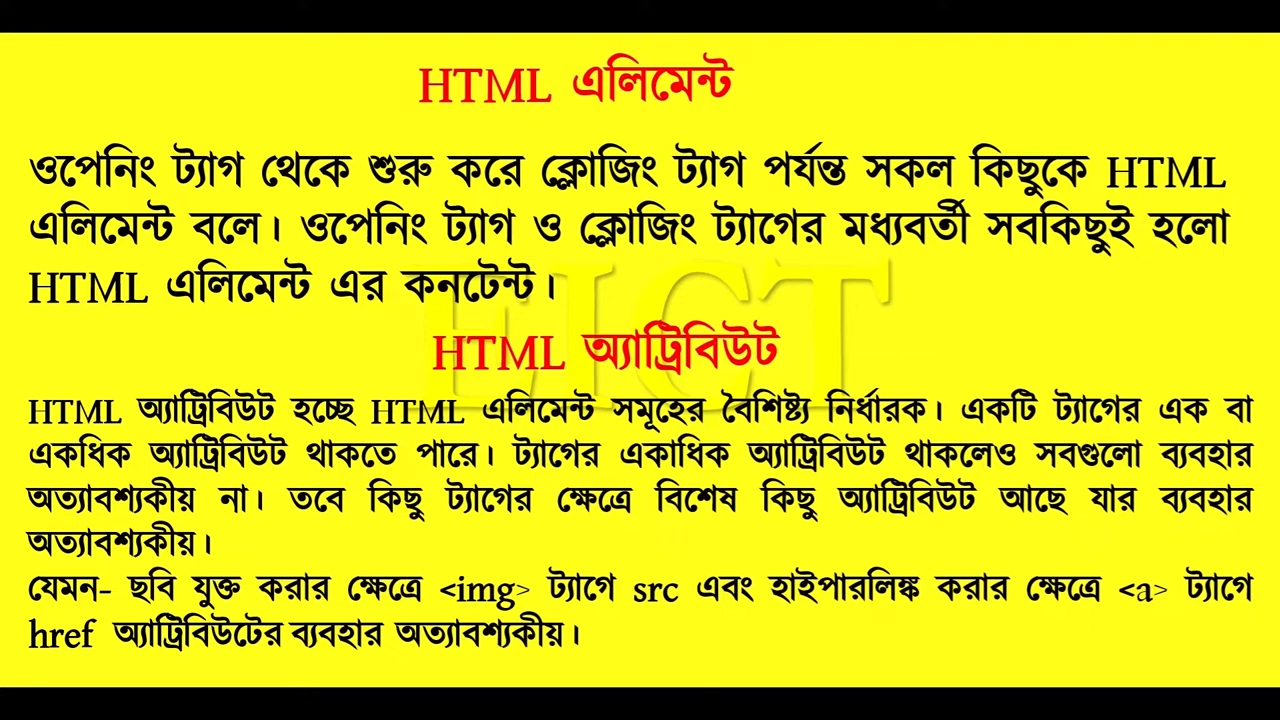 HTML এলিমেন্ট
ওপেনিং ট্যাগ থেকে শুরু করে ক্লোজিং ট্যাগ পর্যন্ত সকল কিছুকে HTML
এলিমেন্ট বলে। ওপেনিং ট্যাগ ও ক্লোজিং ট্যাগের মধ্যবর্তী সবকিছুই হলো
HTML এলিমেন্ট এর কনটেন্ট।
EICT
HTML অ্যাট্রিবিউট
HTML অ্যাট্রিবিউট হচ্ছে HTML এলিমেন্ট সমূহের বৈশিষ্ট্য নির্ধারক। একটি ট্যাগের এক বা
একধিক অ্যাট্রিবিউট থাকতে পারে। ট্যাগের একাধিক অ্যাট্রিবিউট থাকলেও সবগুলো ব্যবহার
অত্যাবশ্যকীয় না। তবে কিছু ট্যাগের ক্ষেত্রে বিশেষ কিছু অ্যাট্রিবিউট আছে যার ব্যবহার
অত্যাবশ্যকীয়।
যেমন- ছবি যুক্ত করার ক্ষেত্রে <img> ট্যাগে src এবং হাইপারলিঙ্ক করার ক্ষেত্রে <a> ট্যাগে
href অ্যাট্রিবিউটের ব্যবহার অত্যাবশ্যকীয়।